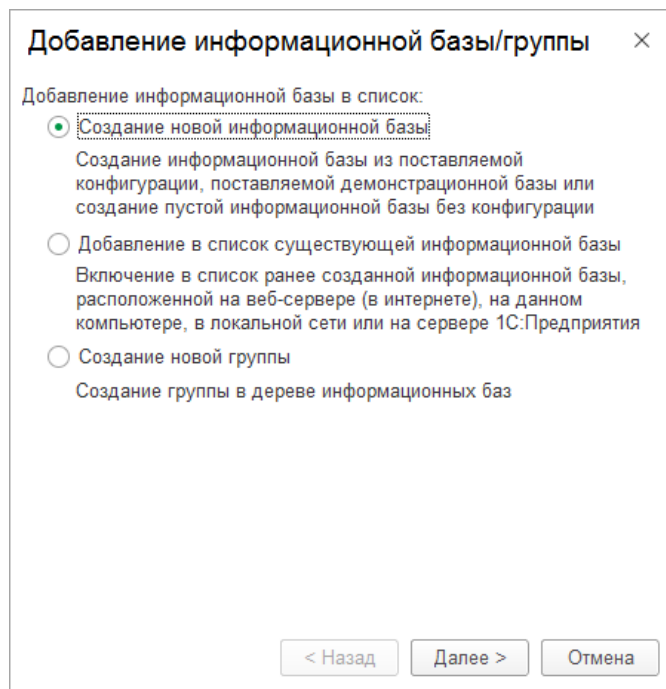 Добавление информационной базы/группы
Добавление информационной базы в список:
Создание новой информационной базы
Создание информационной базы из поставляемой
конфигурации, поставляемой демонстрационной базы или
создание пустой информационной базы без конфигурации
Добавление в список существующей информационной базы
Включение в список ранее созданной информационной базы,
расположенной на веб-сервере (в интернете), на данном
компьютере, в локальной сети или на сервере 1С:Предприятия
Создание новой группы
Создание группы в дереве информационных баз
< Назад Далее > Отмена